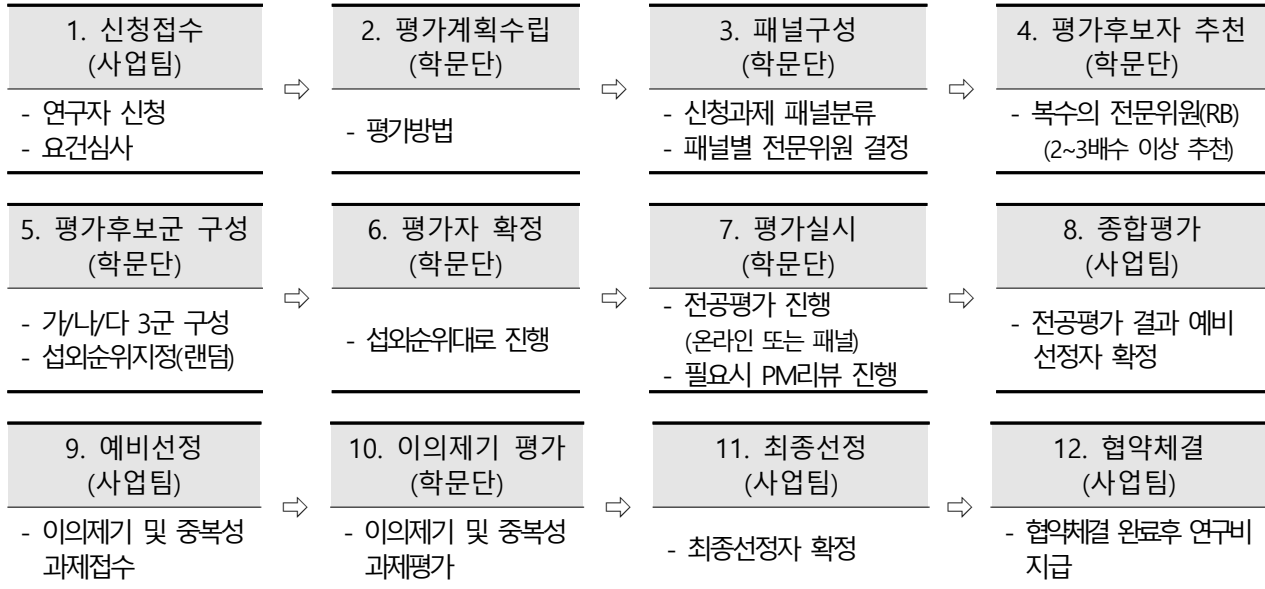 1. 신청접수
(사업팀)
- 연구자 신청
- 요건심사
⇨
2. 평가계획수립
(학문단)
- 평가방법
⇨
3. 패널구성
(학문단)
- 신청과제 패널분류
- 패널별 전문위원 결정
⇨
4. 평가후보자 추천
(학문단)
- 복수의 전문위원(RB)
(2~3배수 이상 추천)
5. 평가후보군 구성
(학문단)
- 가/나/다 3군 구성
- 섭외순위지정(랜덤)
⇨
6. 평가자 확정
(학문단)
- 섭외순위대로 진행
⇨
7. 평가실시
(학문단)
- 전공평가 진행
(온라인 또는 패널)
- 필요시 PM리뷰 진행
⇨
8. 종합평가
(사업팀)
- 전공평가 결과 예비
선정자 확정
9. 예비선정
(사업팀)
- 이의제기 및 중복성
과제접수
⇨
10. 이의제기 평가
(학문단)
- 이의제기 및 중복성
과제평가
⇨
11. 최종선정
(사업팀)
- 최종선정자 확정
⇨
12. 협약체결
(사업팀)
- 협약체결 완료후 연구비
지급